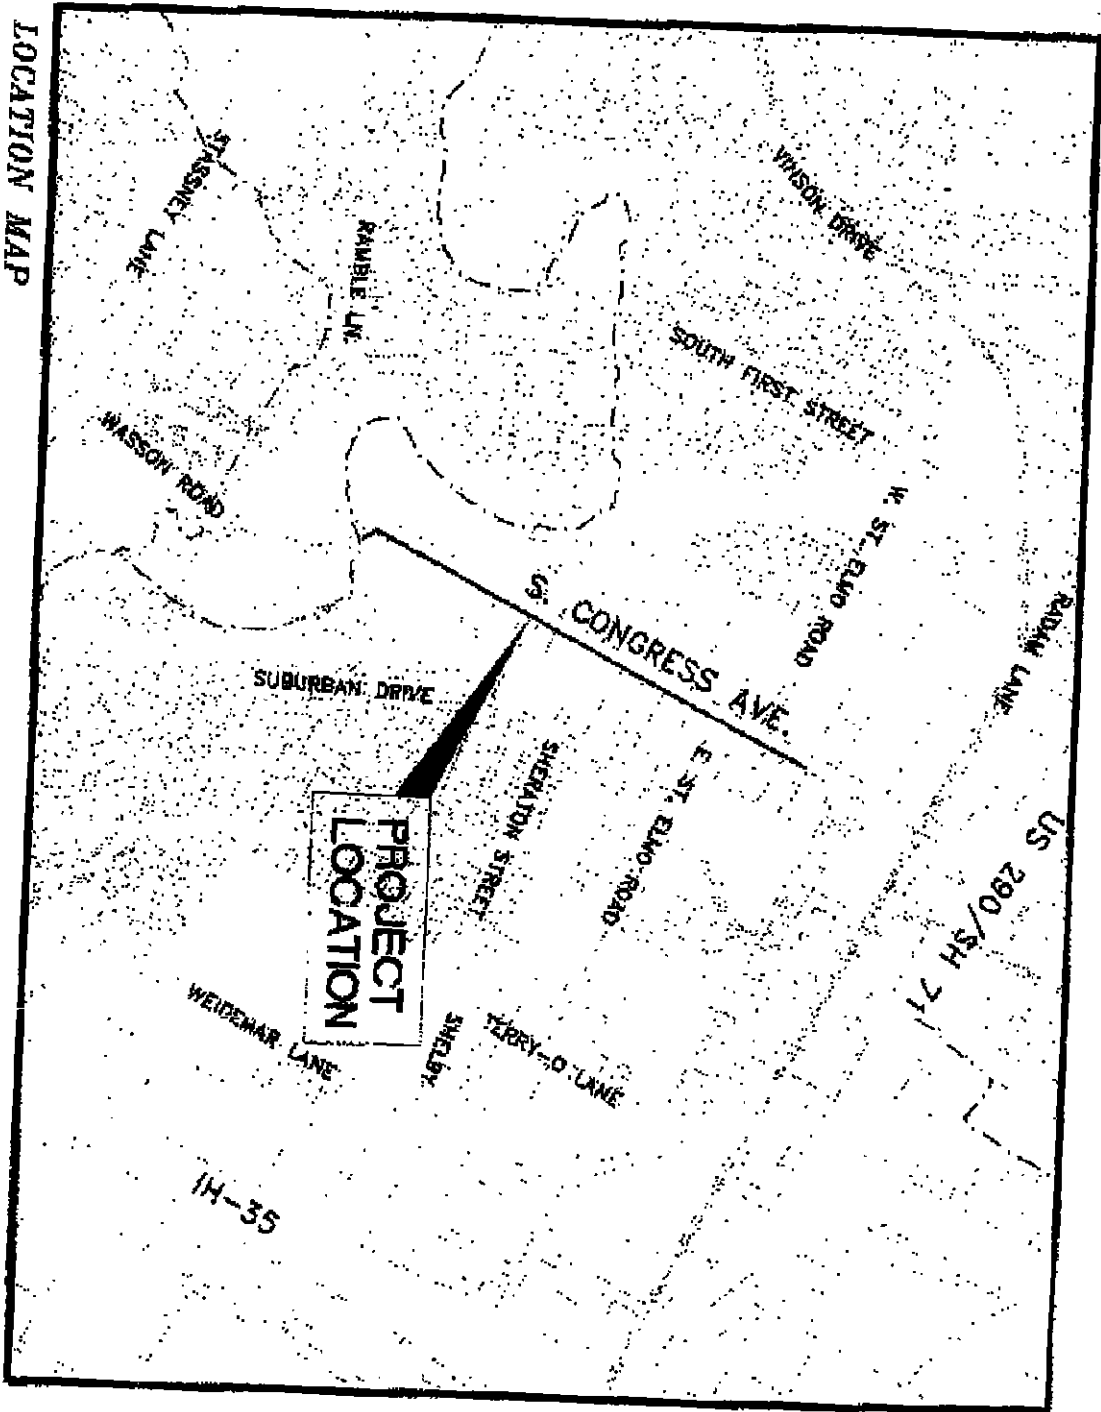 LOCATION MAP
US 290/SH 71
RADAM LANE
VINSON DRIVE
W. ST. ELMO ROAD
SOUTH FIRST STREET
S. CONGRESS AVE.
E. ST. ELMO ROAD
TERRY-O LANE
SHERATON STREET
SHELBY
SUBURBAN DRIVE
PROJECT
LOCATION
RAMBLE LN.
STASSNEY LANE
WASSON ROAD
WEIDEMAR LANE
IH-35